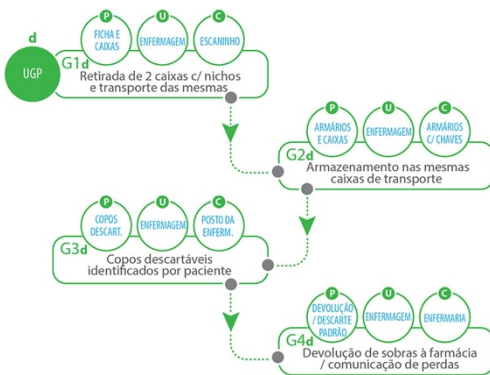 d
UGP
P
FICHA E
CAIXAS
U
ENFERMAGEM
C
ESCANINHO
G1d
Retirada de 2 caixas c/ nichos
e transporte das mesmas
P
ARMÁRIOS
E CAIXAS
U
ENFERMAGEM
C
ARMÁRIOS
C/ CHAVES
G2d
Armazenamento nas mesmas
caixas de transporte
P
COPOS
DESCART.
U
ENFERMAGEM
C
POSTO DA
ENFERM.
G3d
Copos descartáveis
identificados por paciente
P
DEVOLUÇÃO
/ DESCARTE
PADRÃO
U
ENFERMAGEM
C
ENFERMARIA
G4d
Devolução de sobras à farmácia
/ comunicação de perdas